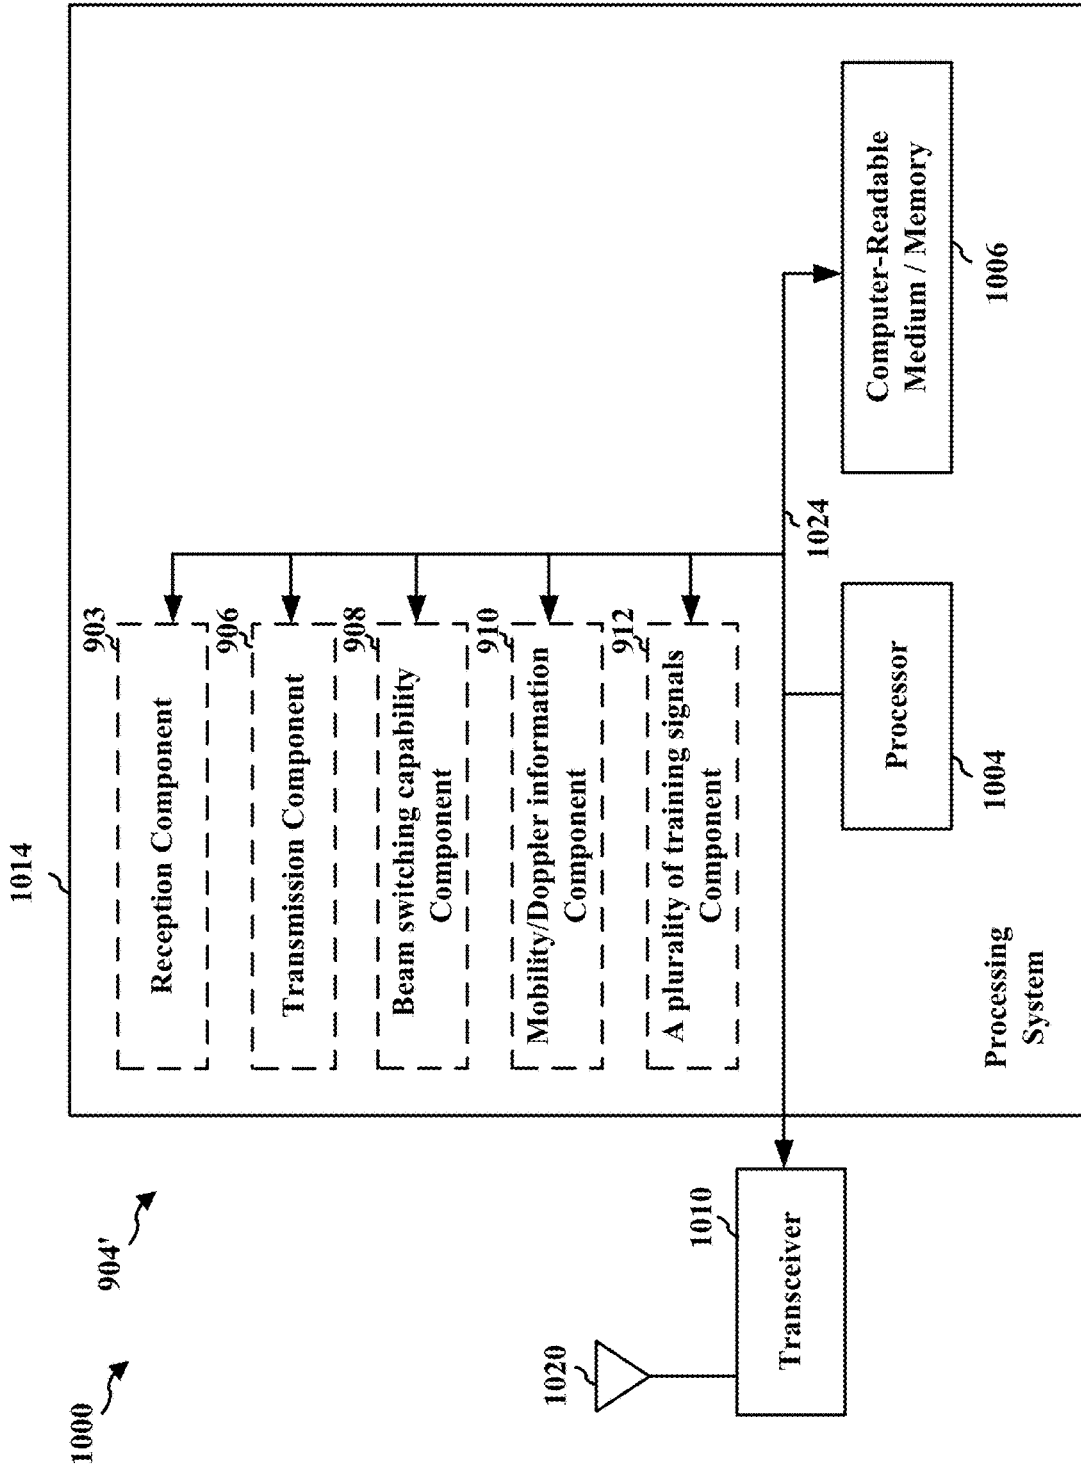 1000
904'
1014
903
Reception Component
906
Transmission Component
908
Beam switching capability
Component
910
Mobility/Doppler information
Component
912
A plurality of training signals
Component
1020
1010
Transceiver
1024
Processor
1004
Computer-Readable
Medium / Memory
1006
Processing
System